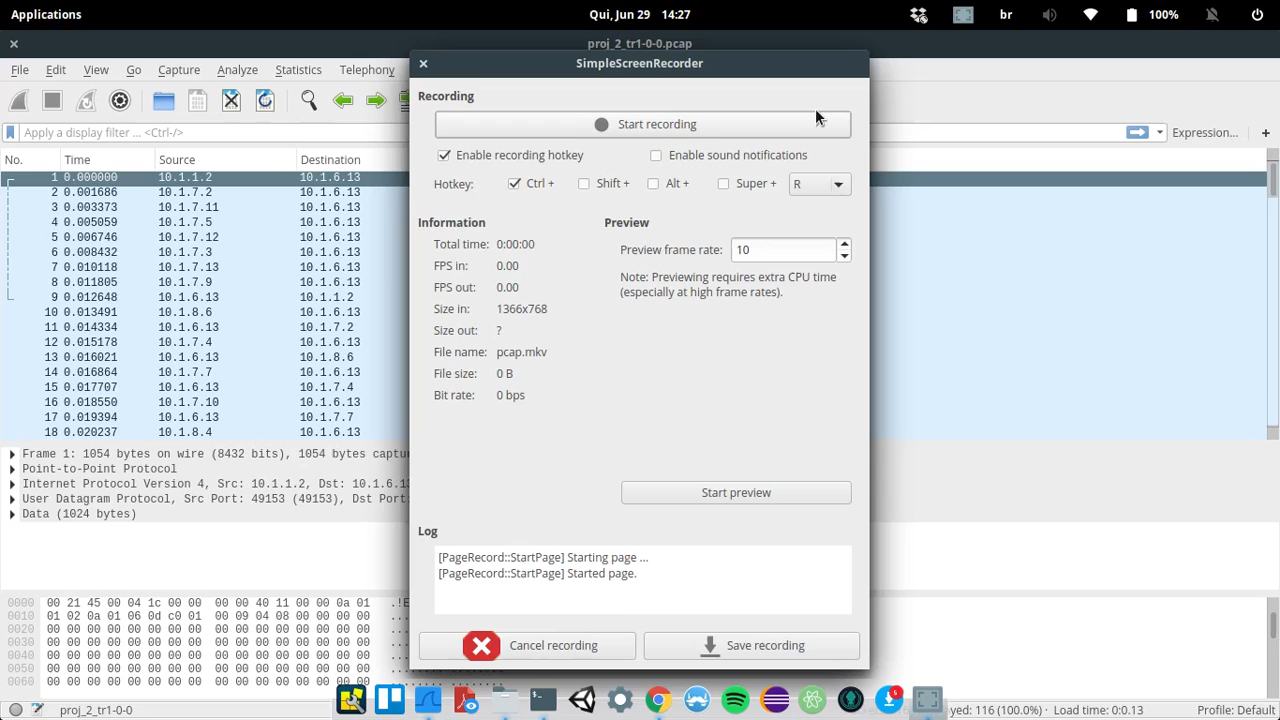 Applications
Qui, Jun 29   14:27
br
100%
proj_2_tr1-0-0.pcap
File Edit View Go Capture Analyze Statistics Telephony
SimpleScreenRecorder
Recording
Start recording
Apply a display filter ... <Ctrl-/>
Expression...
+
Enable recording hotkey
Enable sound notifications
Hotkey: Ctrl + Shift + Alt + Super + R
No. Time Source Destination
1 0.000000 10.1.1.2 10.1.6.13
2 0.001686 10.1.7.2 10.1.6.13
3 0.003373 10.1.7.11 10.1.6.13
4 0.005059 10.1.7.5 10.1.6.13
5 0.006746 10.1.7.12 10.1.6.13
6 0.008432 10.1.7.3 10.1.6.13
7 0.010118 10.1.7.13 10.1.6.13
8 0.011805 10.1.7.9 10.1.6.13
9 0.012648 10.1.6.13 10.1.1.2
10 0.013491 10.1.8.6 10.1.6.13
11 0.014334 10.1.6.13 10.1.7.2
12 0.015178 10.1.7.4 10.1.6.13
13 0.016021 10.1.6.13 10.1.8.6
14 0.016864 10.1.7.7 10.1.6.13
15 0.017707 10.1.6.13 10.1.7.4
16 0.018550 10.1.7.10 10.1.6.13
17 0.019394 10.1.6.13 10.1.7.7
18 0.020237 10.1.8.4 10.1.6.13
Information
Total time: 0:00:00
FPS in: 0.00
FPS out: 0.00
Size in: 1366x768
Size out: ?
File name: pcap.mkv
File size: 0 B
Bit rate: 0 bps
Preview
Preview frame rate: 10
Note: Previewing requires extra CPU time
(especially at high frame rates).
Start preview
Log
[PageRecord::StartPage] Starting page ...
[PageRecord::StartPage] Started page.
Cancel recording
Save recording
Frame 1: 1054 bytes on wire (8432 bits), 1054 bytes captu
Point-to-Point Protocol
Internet Protocol Version 4, Src: 10.1.1.2, Dst: 10.1.6.13
User Datagram Protocol, Src Port: 49153 (49153), Dst Port:
Data (1024 bytes)
0000 00 21 45 00 04 1c 00 00 00 00 40 11 00 00 0a 01 .!E
0010 01 02 0a 01 06 0d c0 01 00 09 04 08 00 00 00 00 ...
0020 00 00 00 00 00 00 00 00 00 00 00 00 00 00 00 00 ...
0030 00 00 00 00 00 00 00 00 00 00 00 00 00 00 00 00 ...
0040 00 00 00 00 00 00 00 00 00 00 00 00 00 00 00 00 ...
0050 00 00 00 00 00 00 00 00 00 00 00 00 00 00 00 00 ...
0060 00 00 00 00 00 00 00 00 00 00 00 00 00 00 00 00 ...
5
proj_2_tr1-0-0
yed: 116 (100.0%) · Load time: 0:0.13
Profile: Default